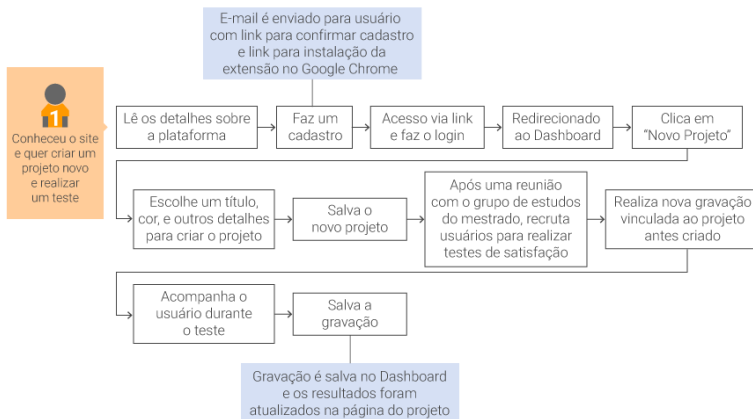 E-mail é enviado para usuário
com link para confirmar cadastro
e link para instalação da
extensão no Google Chrome
1
Conheceu o site
e quer criar um
projeto novo
e realizar
um teste
Lê os detalhes sobre
a plataforma
Faz um
cadastro
Acesso via link
e faz o login
Redirecionado
ao Dashboard
Clica em
“Novo Projeto”
Escolhe um título,
cor, e outros detalhes
para criar o projeto
Salva o
novo projeto
Após uma reunião
com o grupo de estudos
do mestrado, recruta
usuários para realizar
testes de satisfação
Realiza nova gravação
vinculada ao projeto
antes criado
Acompanha o
usuário durante
o teste
Salva a
gravação
Gravação é salva no Dashboard
e os resultados foram
atualizados na página do projeto